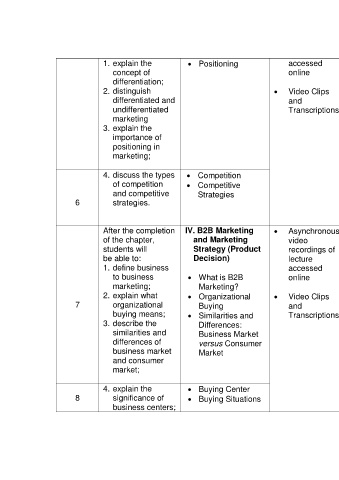 1. explain the
concept of
differentiation;
2. distinguish
differentiated and
undifferentiated
marketing
3. explain the
importance of
positioning in
marketing;
• Positioning
accessed
online
• Video Clips
and
Transcriptions
6
4. discuss the types
of competition
and competitive
strategies.
• Competition
• Competitive
Strategies
7
After the completion
of the chapter,
students will
be able to:
1. define business
to business
marketing;
2. explain what
organizational
buying means;
3. describe the
similarities and
differences of
business market
and consumer
market;
IV. B2B Marketing
and Marketing
Strategy (Product
Decision)
• What is B2B
Marketing?
• Organizational
Buying
• Similarities and
Differences:
Business Market
versus Consumer
Market
• Asynchronous
video
recordings of
lecture
accessed
online
• Video Clips
and
Transcriptions
8
4. explain the
significance of
business centers;
• Buying Center
• Buying Situations